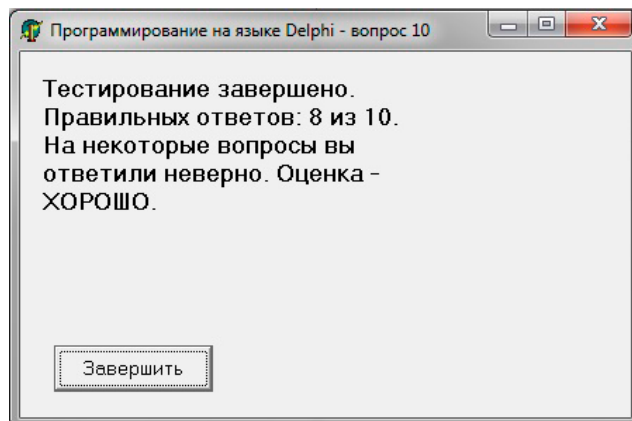 Программирование на языке Delphi - вопрос 10
Тестирование завершено.
Правильных ответов: 8 из 10.
На некоторые вопросы вы
ответили неверно. Оценка -
ХОРОШО.
Завершить